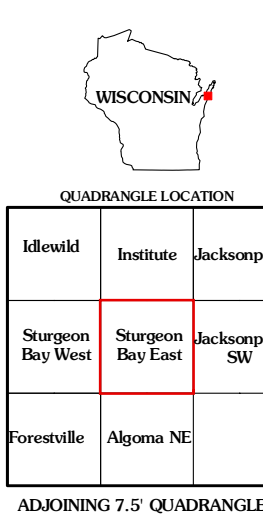 WISCONSIN
QUADRANGLE LOCATION
Idlewild
Institute
Jacksonp
Sturgeon
Bay West
Sturgeon
Bay East
Jacksonp
SW
Forestville
Algoma NE
ADJOINING 7.5' QUADRANGLE